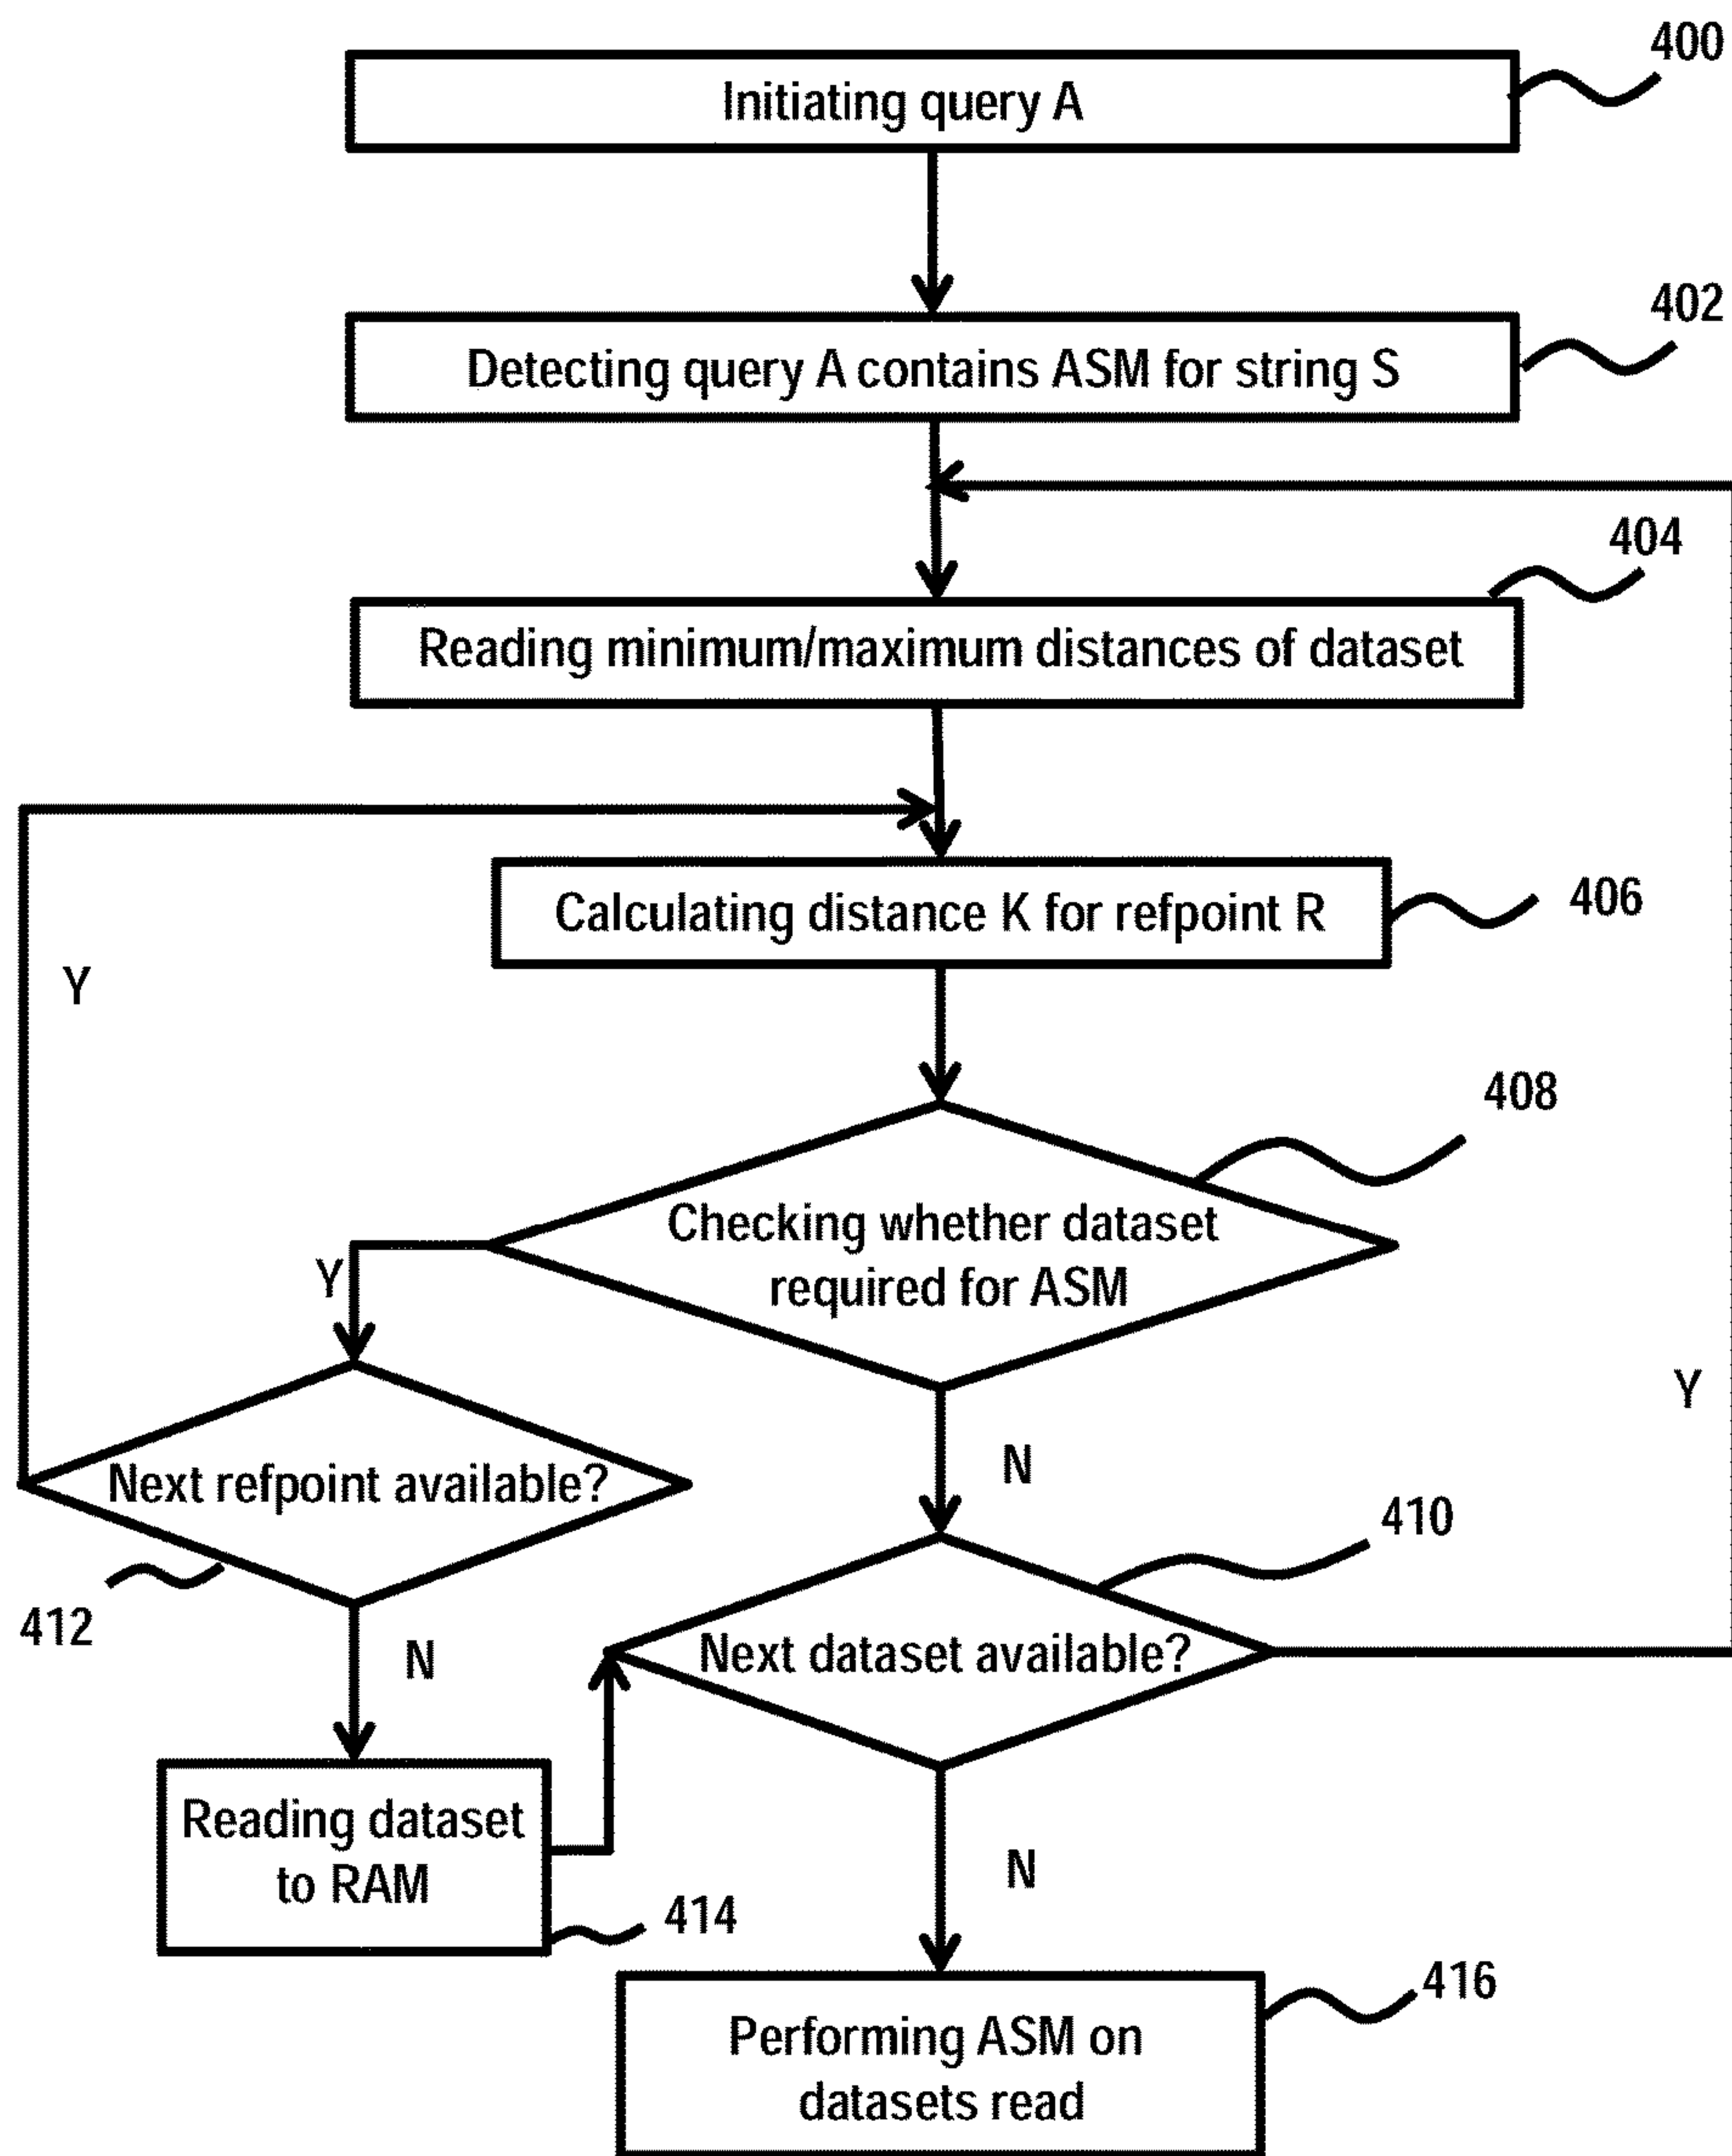 400
Initiating query A
402
Detecting query A contains ASM for string S
404
Reading minimum/maximum distances of dataset
Calculating distance K for refpoint R
406
Y
408
Checking whether dataset
required for ASM
Y
Y
Next refpoint available?
N
410
412
N
Next dataset available?
Reading dataset
to RAM
N
414
416
Performing ASM on
datasets read